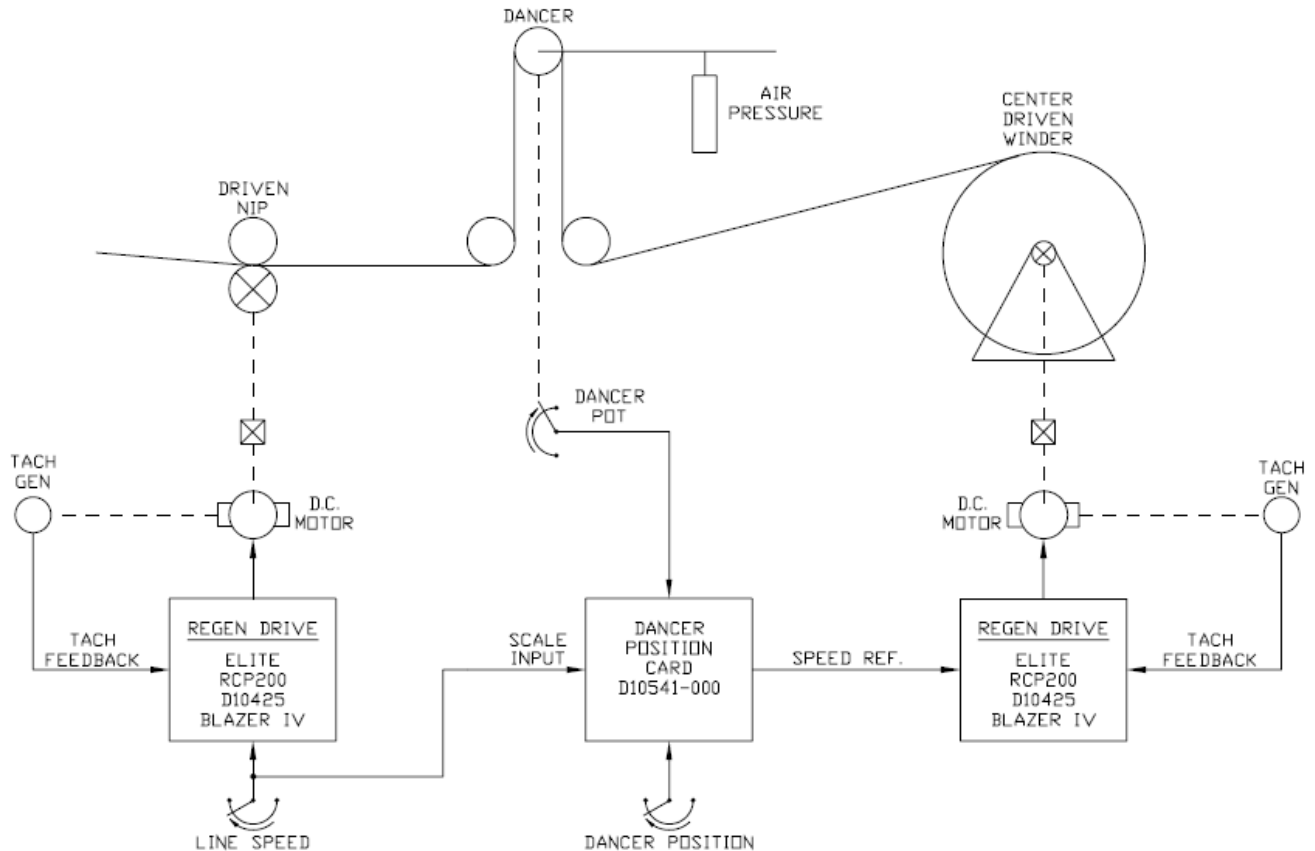 DANCER
AIR
PRESSURE
CENTER
DRIVEN
WINDER
DRIVEN
NIP
DANCER
POT
TACH
GEN
D.C.
MOTOR
D.C.
MOTOR
TACH
GEN
TACH
FEEDBACK
REGEN DRIVE
ELITE
RCP200
D10425
BLAZER IV
SCALE
INPUT
DANCER
POSITION
CARD
D10541-000
SPEED REF.
REGEN DRIVE
ELITE
RCP200
D10425
BLAZER IV
TACH
FEEDBACK
LINE SPEED
DANCER POSITION